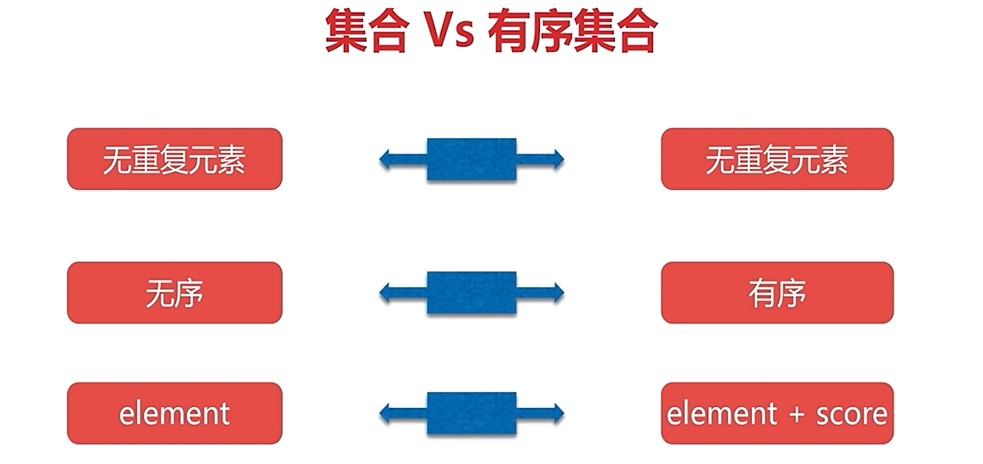 集合 Vs 有序集合
无重复元素
无重复元素
无序
有序
element
element + score